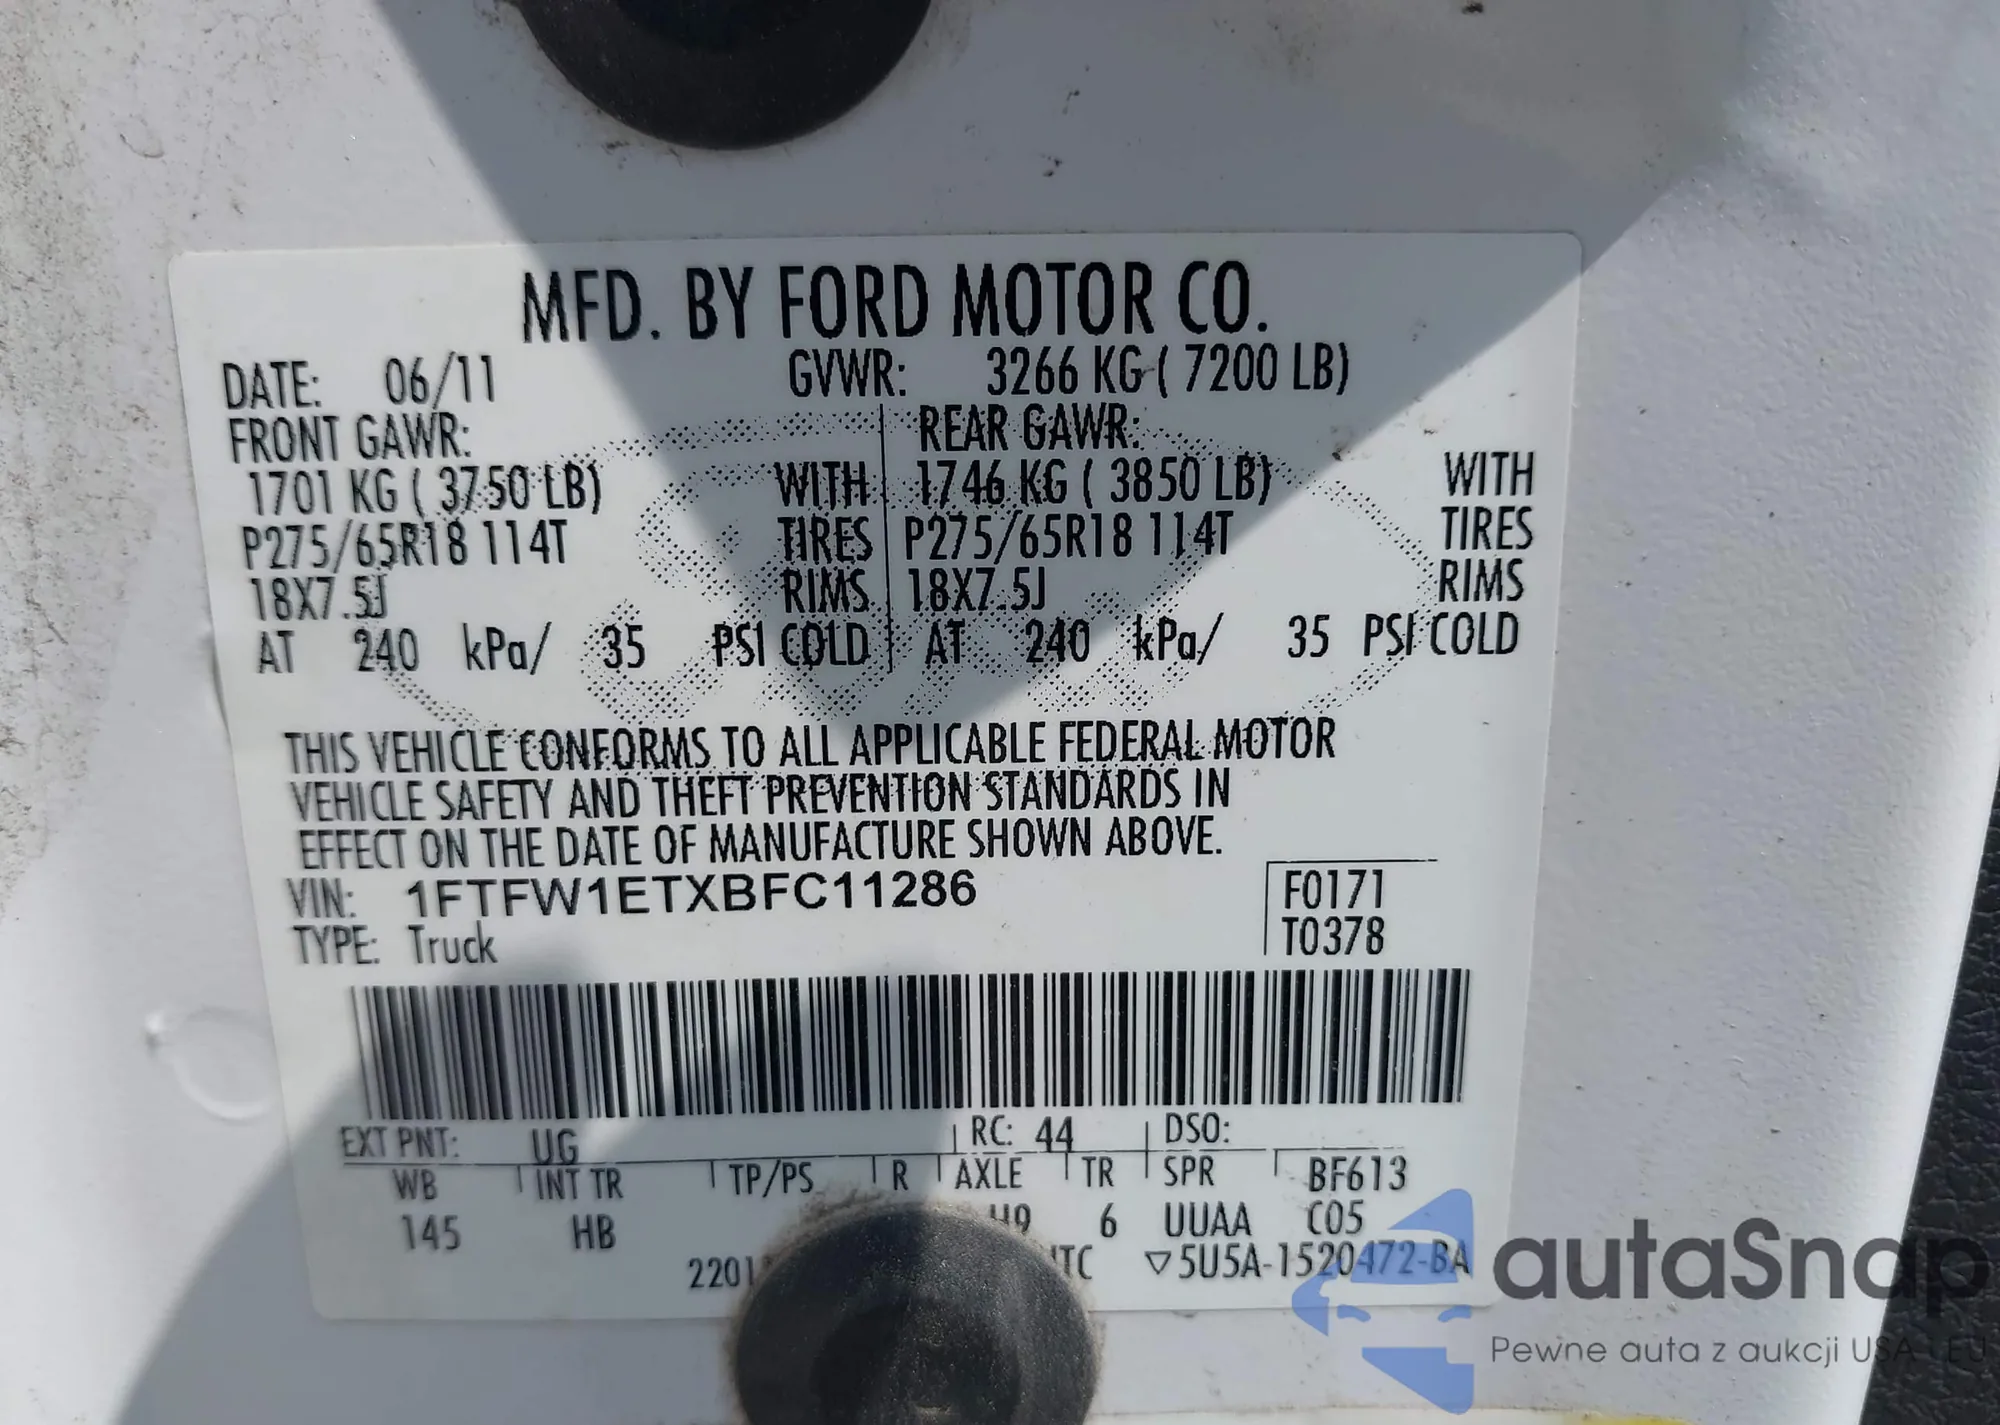 MFD. BY FORD MOTOR CO.
DATE: 06/11 GVWR: 3266 KG ( 7200 LB)
FRONT GAWR: REAR GAWR:
1701 KG ( 3750 LB) WITH 1746 KG ( 3850 LB) WITH
P275/65R18 114T TIRES P275/65R18 114T TIRES
18X7.5J RIMS 18X7.5J RIMS
AT 240 kPa/ 35 PSI COLD AT 240 kPa/ 35 PSI COLD
THIS VEHICLE CONFORMS TO ALL APPLICABLE FEDERAL MOTOR
VEHICLE SAFETY AND THEFT PREVENTION STANDARDS IN
EFFECT ON THE DATE OF MANUFACTURE SHOWN ABOVE.
VIN: 1FTFW1ETXBFC11286 F0171
TYPE: Truck T0378
EXT PNT: UG RC: 44 DSO:
WB INT TR TP/PS R AXLE TR SPR BF613
145 HB H9 6 UUAA C05
▽5U5A-1520472-BA
autaSnap
Pewne auta z aukcji USA i EU